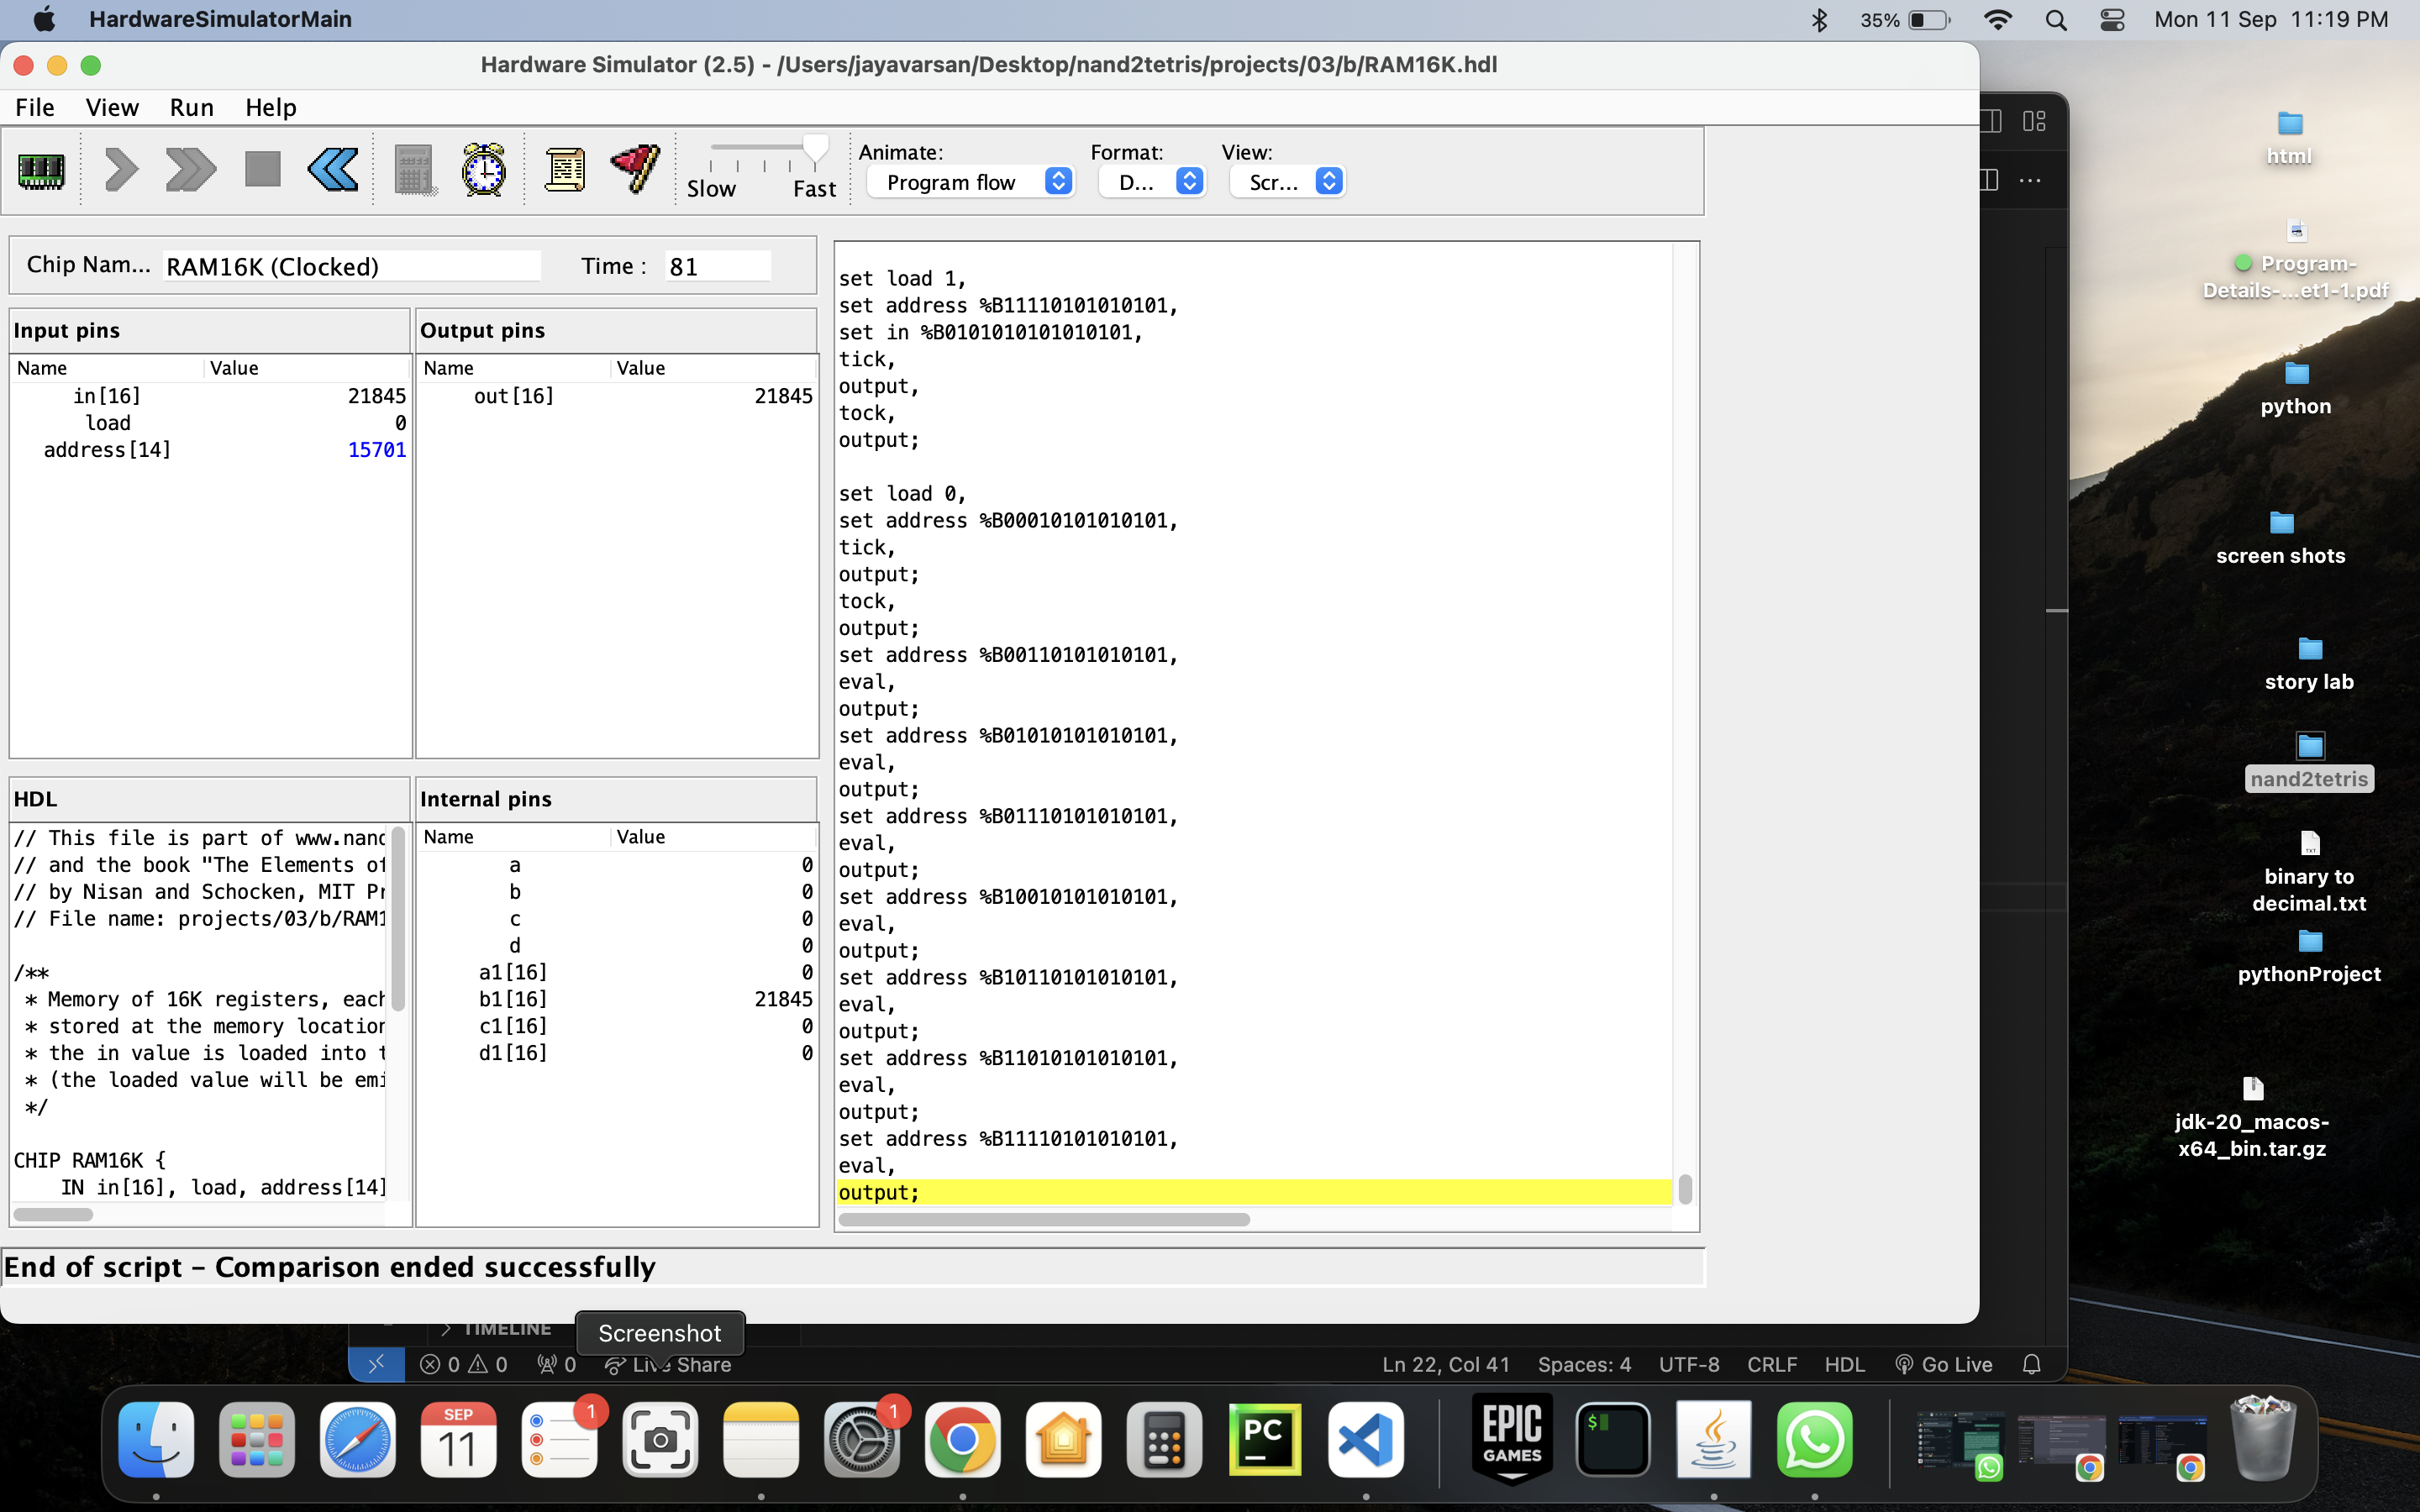 HardwareSimulatorMain
35%
Mon 11 Sep 11:19 PM
Hardware Simulator (2.5) - /Users/jayavarsan/Desktop/nand2tetris/projects/03/b/RAM16K.hdl
File View Run Help
Slow Fast
Animate: Format: View:
Program flow D... Scr...
Chip Nam... RAM16K (Clocked) Time : 81
Input pins
Name Value
in[16] 21845
load 0
address[14] 15701
Output pins
Name Value
out[16] 21845
HDL
// This file is part of www.nand
// and the book "The Elements of
// by Nisan and Schocken, MIT Pr
// File name: projects/03/b/RAM1
/**
* Memory of 16K registers, each
* stored at the memory location
* the in value is loaded into t
* (the loaded value will be emi
*/
CHIP RAM16K {
IN in[16], load, address[14]
Internal pins
Name Value
a 0
b 0
c 0
d 0
a1[16] 0
b1[16] 21845
c1[16] 0
d1[16] 0
set load 1,
set address %B11110101010101,
set in %B0101010101010101,
tick,
output,
tock,
output;
set load 0,
set address %B00010101010101,
tick,
output;
tock,
output;
set address %B00110101010101,
eval,
output;
set address %B01010101010101,
eval,
output;
set address %B01110101010101,
eval,
output;
set address %B10010101010101,
eval,
output;
set address %B10110101010101,
eval,
output;
set address %B11010101010101,
eval,
output;
set address %B11110101010101,
eval,
output;
End of script - Comparison ended successfully
html
Program-
Details-...et1-1.pdf
python
screen shots
story lab
nand2tetris
TXT
binary to
decimal.txt
pythonProject
jdk-20_macos-
x64_bin.tar.gz
TIMELINE
Screenshot
0 0 0 Live Share
Ln 22, Col 41 Spaces: 4 UTF-8 CRLF HDL Go Live
SEP
11
1
1
PC
EPIC
GAMES
$